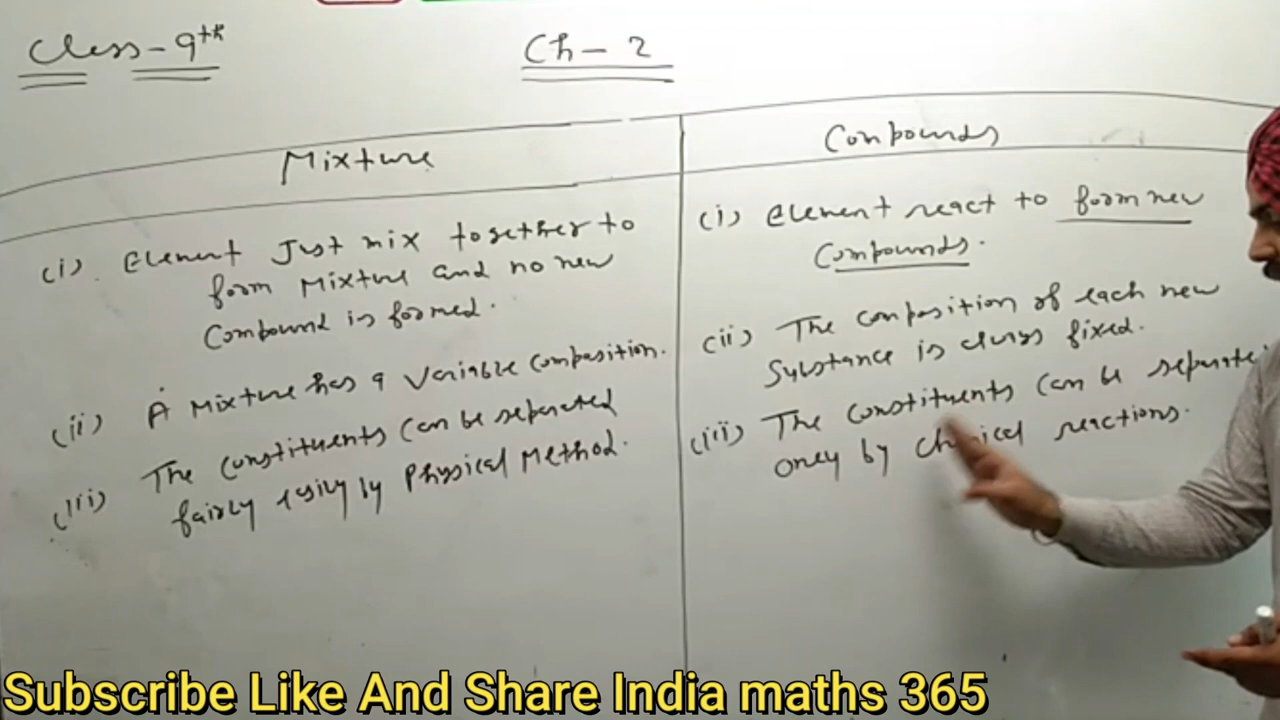 Class - 9th
Ch - 2
Mixture
(i). Element Just mix together to
form Mixture and no new
Compound is formed.
(ii) A Mixture has a Variable composition.
(iii) The constituents can be separated
fairly easily by Physical Method.
Compounds
(i) Element react to form new
Compounds.
(ii) The composition of each new
Substance is always fixed.
(iii) The constituents can be separate
only by chemical reactions.
Subscribe Like And Share India maths 365